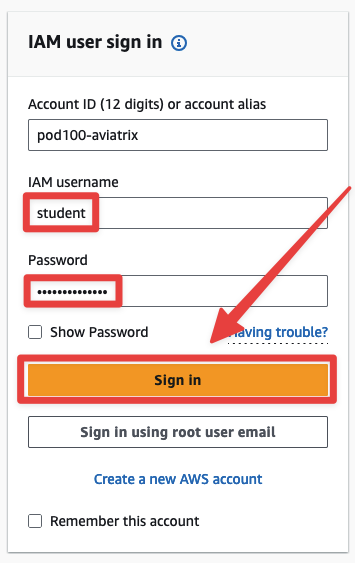 IAM user sign in
Account ID (12 digits) or account alias
pod100-aviatrix
IAM username
student
Password
••••••••••••••
Show Password
Having trouble?
Sign in
Sign in using root user email
Create a new AWS account
Remember this account